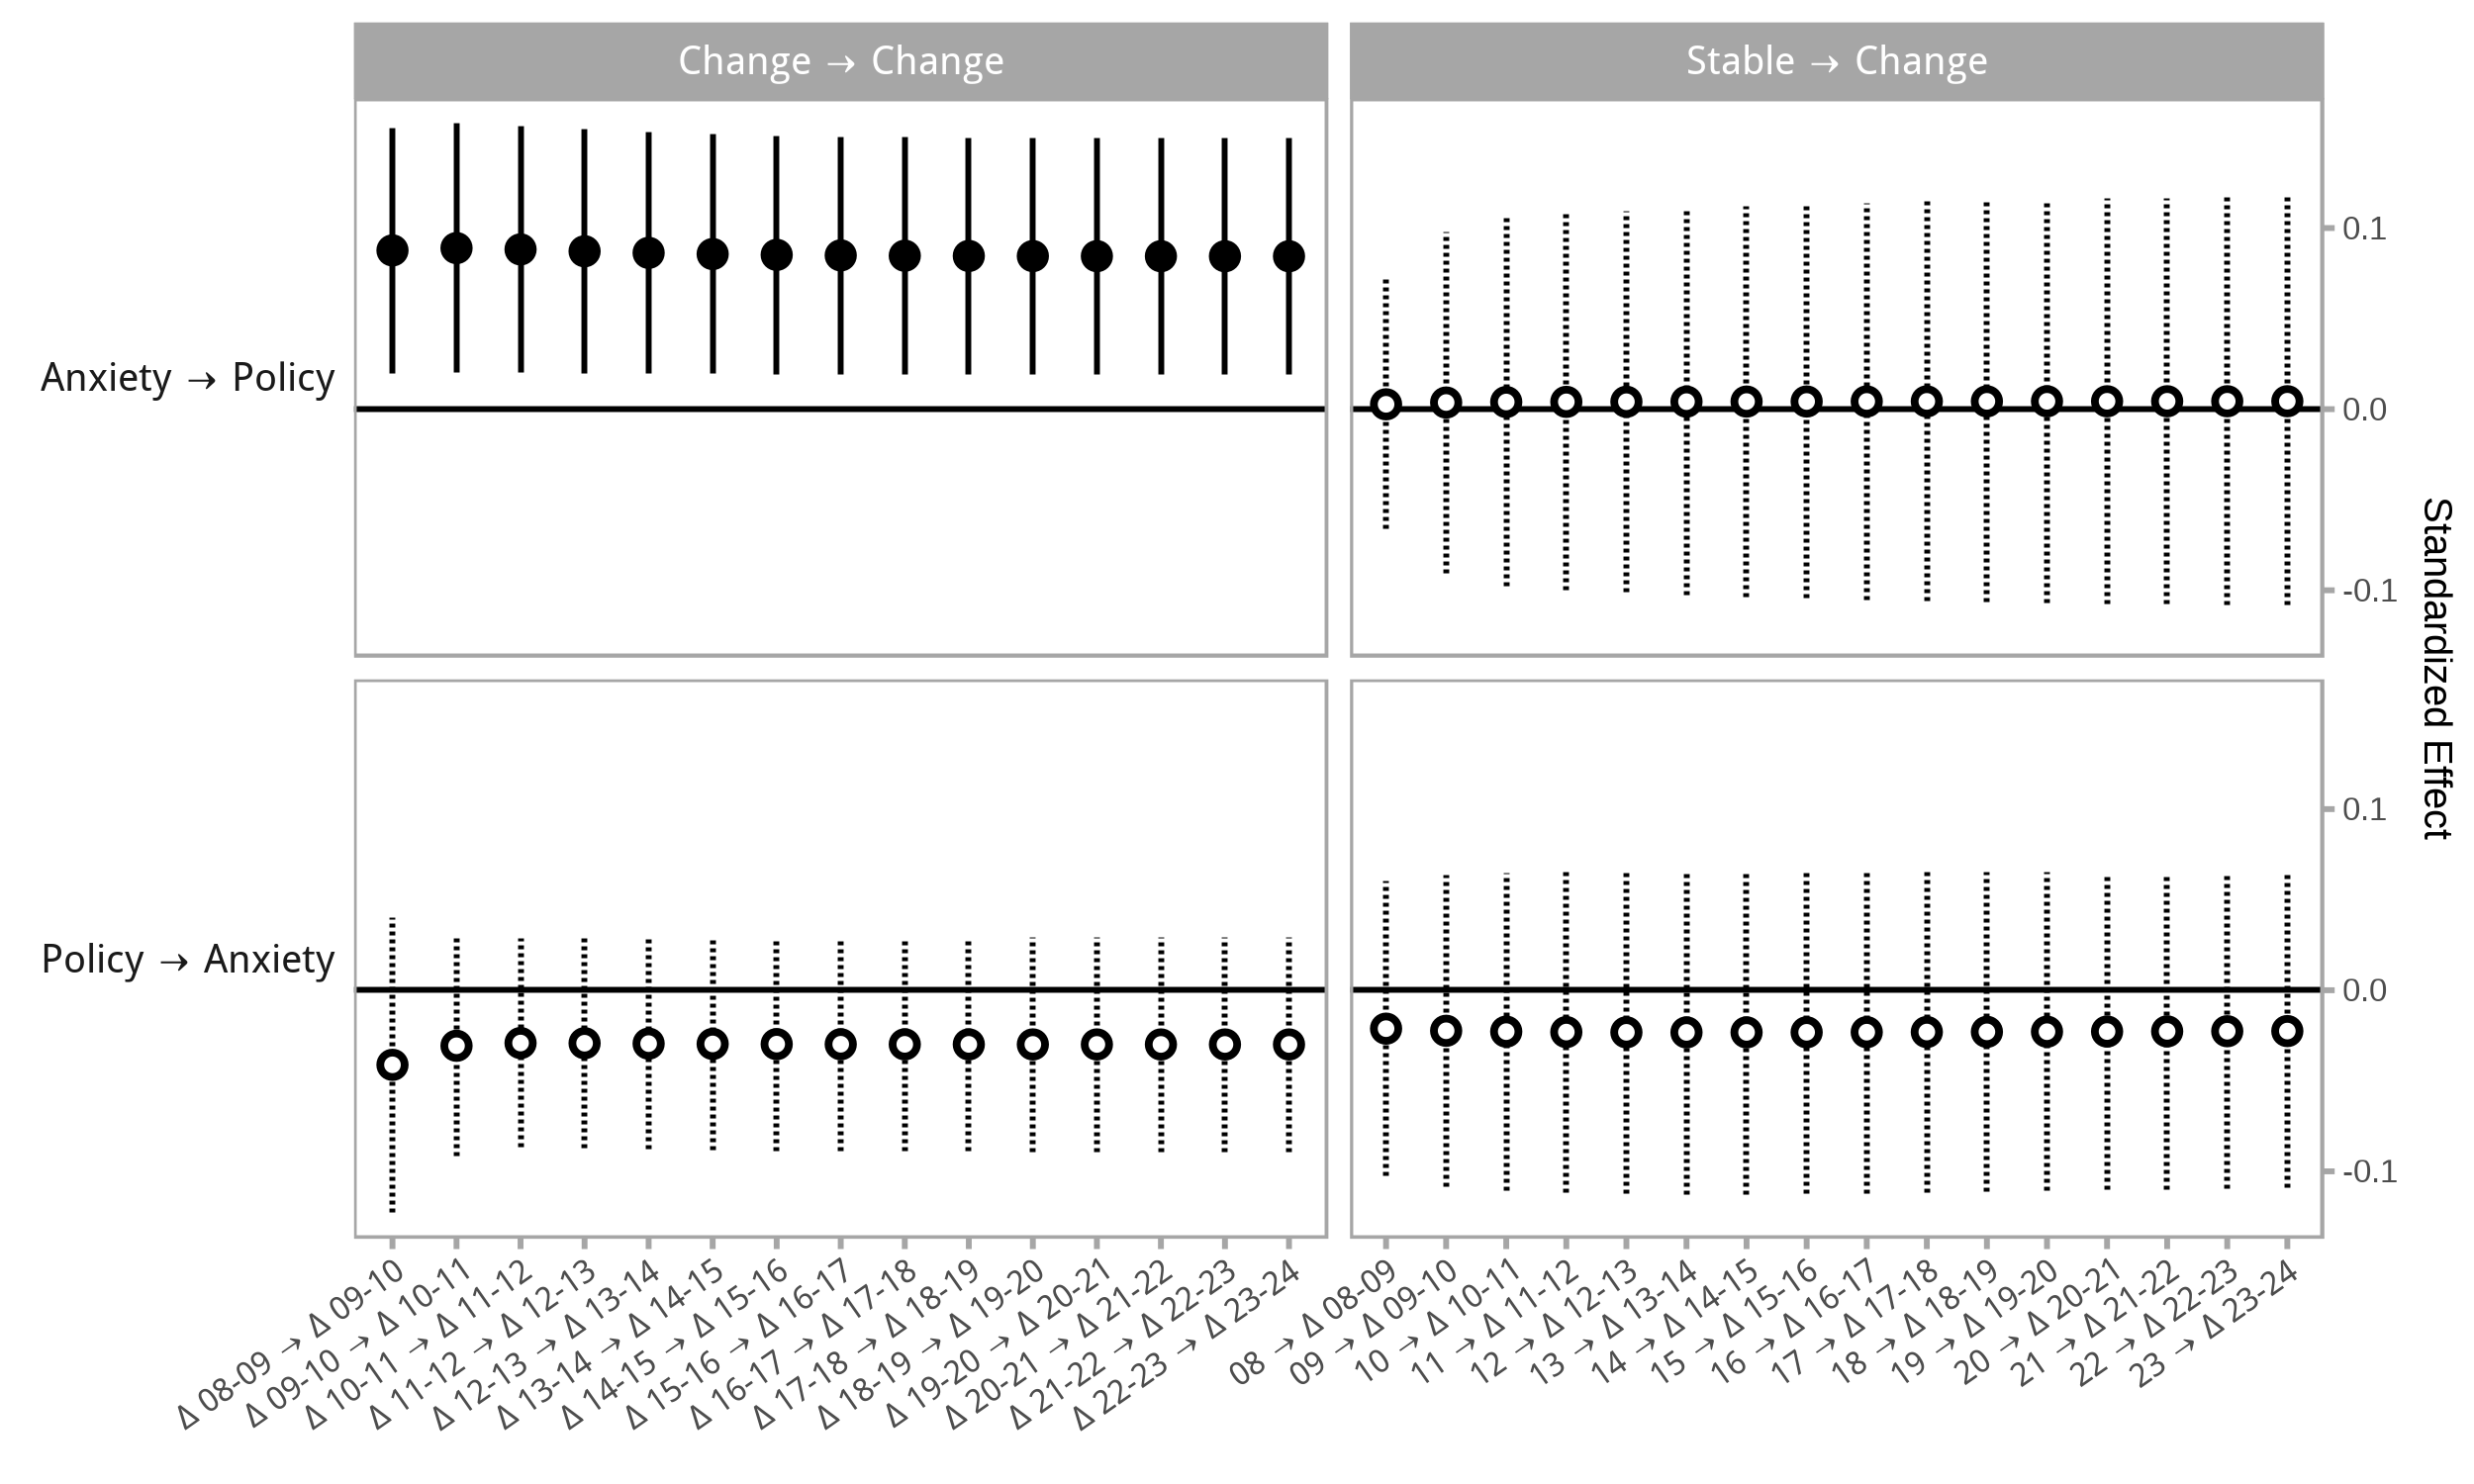 Change → Change
Stable → Change
Anxiety → Policy
0.1
0.0
-0.1
Standardized Effect
Policy → Anxiety
0.1
0.0
-0.1
Δ 08-09 → Δ 09-10
Δ 09-10 → Δ 10-11
Δ 10-11 → Δ 11-12
Δ 11-12 → Δ 12-13
Δ 12-13 → Δ 13-14
Δ 13-14 → Δ 14-15
Δ 14-15 → Δ 15-16
Δ 15-16 → Δ 16-17
Δ 16-17 → Δ 17-18
Δ 17-18 → Δ 18-19
Δ 18-19 → Δ 19-20
Δ 19-20 → Δ 20-21
Δ 20-21 → Δ 21-22
Δ 21-22 → Δ 22-23
Δ 22-23 → Δ 23-24
08 → Δ 08-09
09 → Δ 09-10
10 → Δ 10-11
11 → Δ 11-12
12 → Δ 12-13
13 → Δ 13-14
14 → Δ 14-15
15 → Δ 15-16
16 → Δ 16-17
17 → Δ 17-18
18 → Δ 18-19
19 → Δ 19-20
20 → Δ 20-21
21 → Δ 21-22
22 → Δ 22-23
23 → Δ 23-24